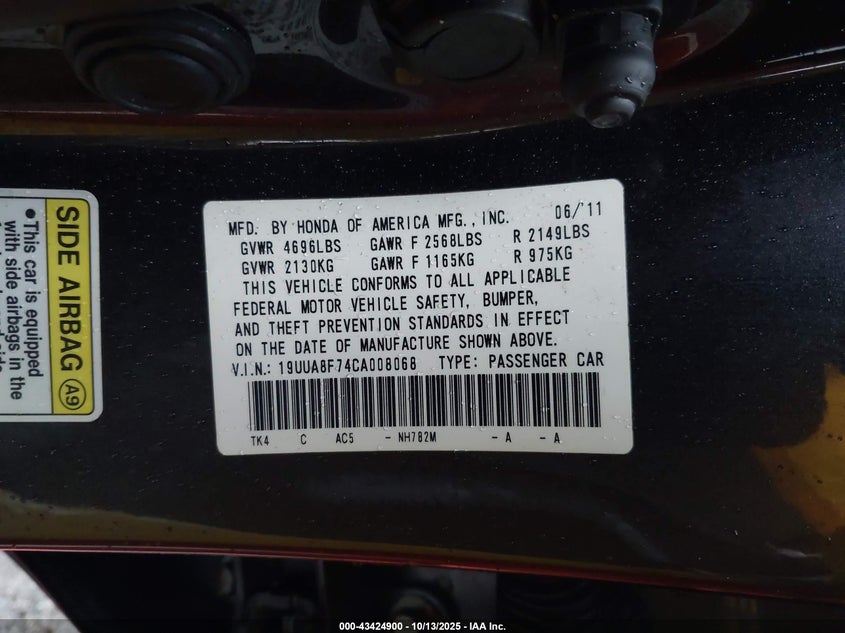 MFD. BY HONDA OF AMERICA MFG., INC. 06/'11
GVWR 4696LBS GAWR F 2568LBS R 2149LBS
GVWR 2130KG GAWR F 1165KG R 975KG
THIS VEHICLE CONFORMS TO ALL APPLICABLE
FEDERAL MOTOR VEHICLE SAFETY, BUMPER,
AND THEFT PREVENTION STANDARDS IN EFFECT
ON THE DATE OF MANUFACTURE SHOWN ABOVE.
V.I.N.: 19UUA8F74CA008068 TYPE: PASSENGER CAR
TK4 C AC5 - NH782M - A - A
SIDE AIRBAG A9
•This car is equipped
with side airbags in the
000-43424900 - 10/13/2025 - IAA Inc.